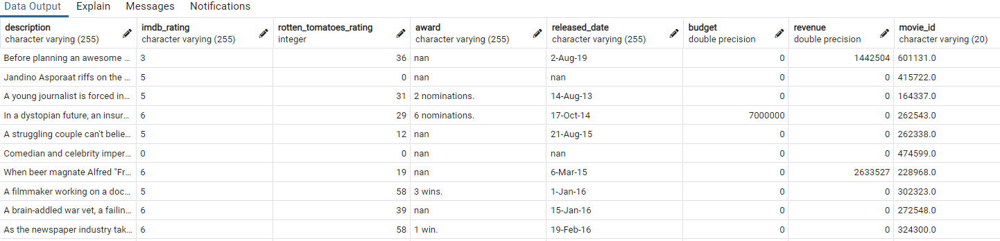 Data Output Explain Messages Notifications
description imdb_rating rotten_tomatoes_rating award released_date budget revenue movie_id
character varying (255) character varying (255) integer character varying (255) character varying (255) double precision double precision character varying (20)
Before planning an awesome ... 3 36 nan 2-Aug-19 0 1442504 601131.0
Jandino Asporaat riffs on the ... 5 0 nan nan 0 0 415722.0
A young journalist is forced in... 5 31 2 nominations. 14-Aug-13 0 0 164337.0
In a dystopian future, an insur... 6 29 6 nominations. 17-Oct-14 7000000 0 262543.0
A struggling couple can't belie... 5 12 nan 21-Aug-15 0 0 262338.0
Comedian and celebrity imper... 0 0 nan nan 0 0 474599.0
When beer magnate Alfred "Fr... 6 19 nan 6-Mar-15 0 2633527 228968.0
A filmmaker working on a doc... 5 58 3 wins. 1-Jan-16 0 0 302323.0
A brain-addled war vet, a failin... 6 39 nan 15-Jan-16 0 0 272548.0
As the newspaper industry tak... 6 58 1 win. 19-Feb-16 0 0 324300.0